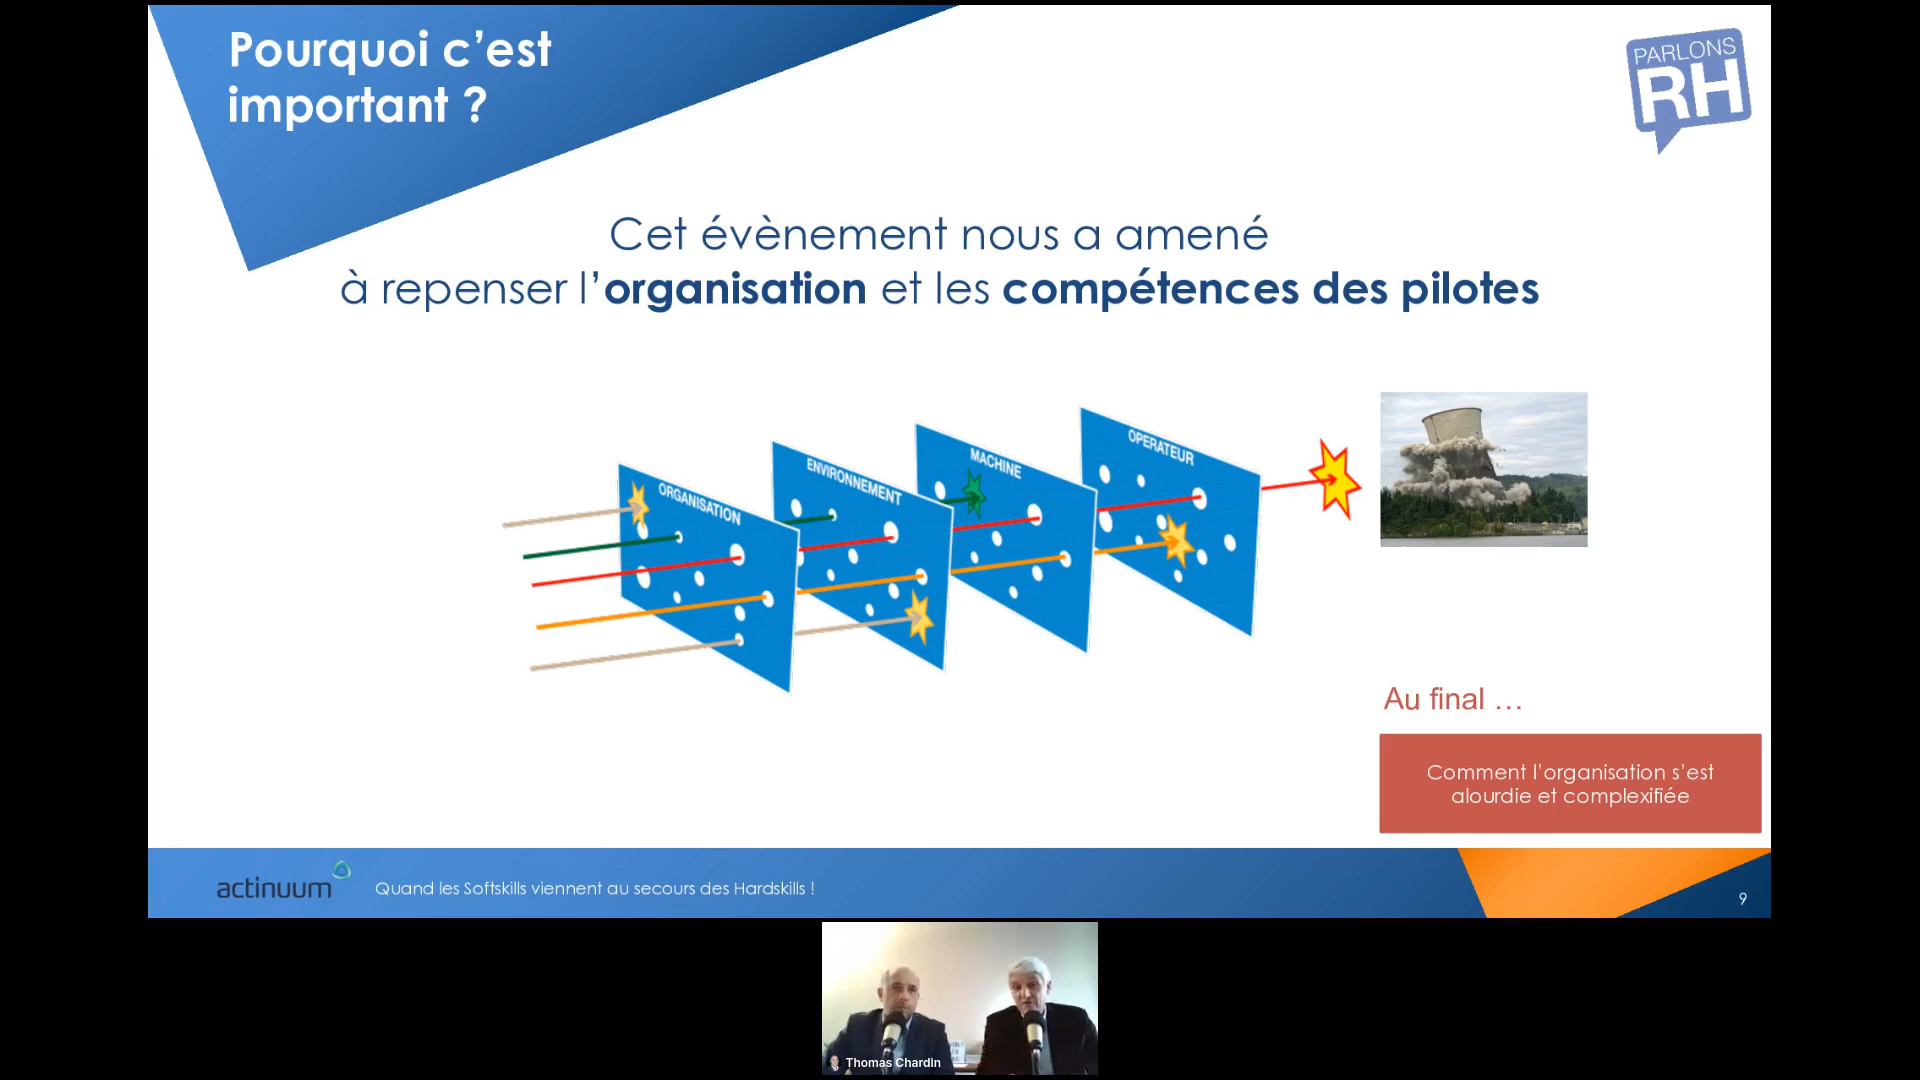 Pourquoi c’est
important ?
PARLONS
RH
Cet évènement nous a amené
à repenser l’organisation et les compétences des pilotes
ORGANISATION
ENVIRONNEMENT
MACHINE
OPERATEUR
Au final …
Comment l’organisation s’est
alourdie et complexifiée
actinuum
Quand les Softskills viennent au secours des Hardskills !
9
Thomas Chardin